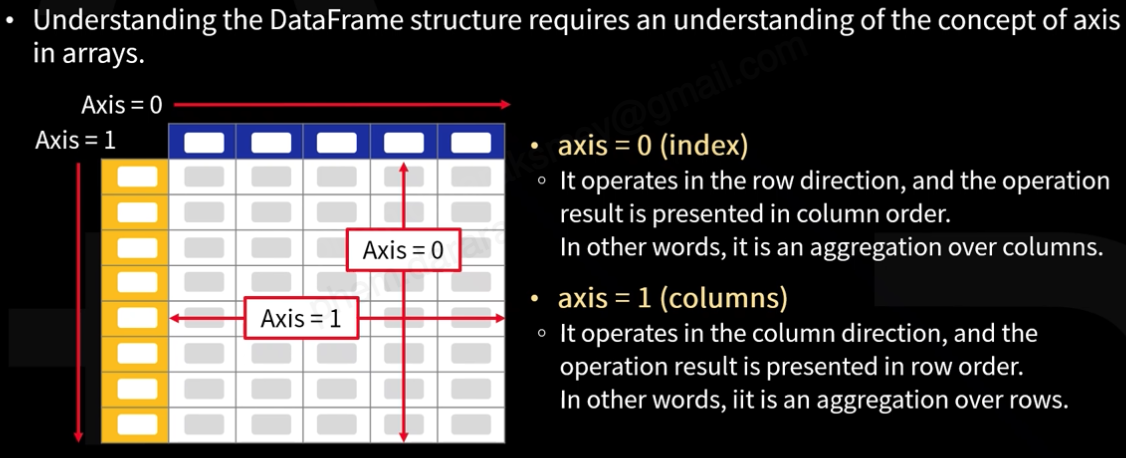 • Understanding the DataFrame structure requires an understanding of the concept of axis
in arrays.
Axis = 0
Axis = 1
Axis = 0
Axis = 1
• axis = 0 (index)
◦ It operates in the row direction, and the operation
result is presented in column order.
In other words, it is an aggregation over columns.
• axis = 1 (columns)
◦ It operates in the column direction, and the
operation result is presented in row order.
In other words, iit is an aggregation over rows.